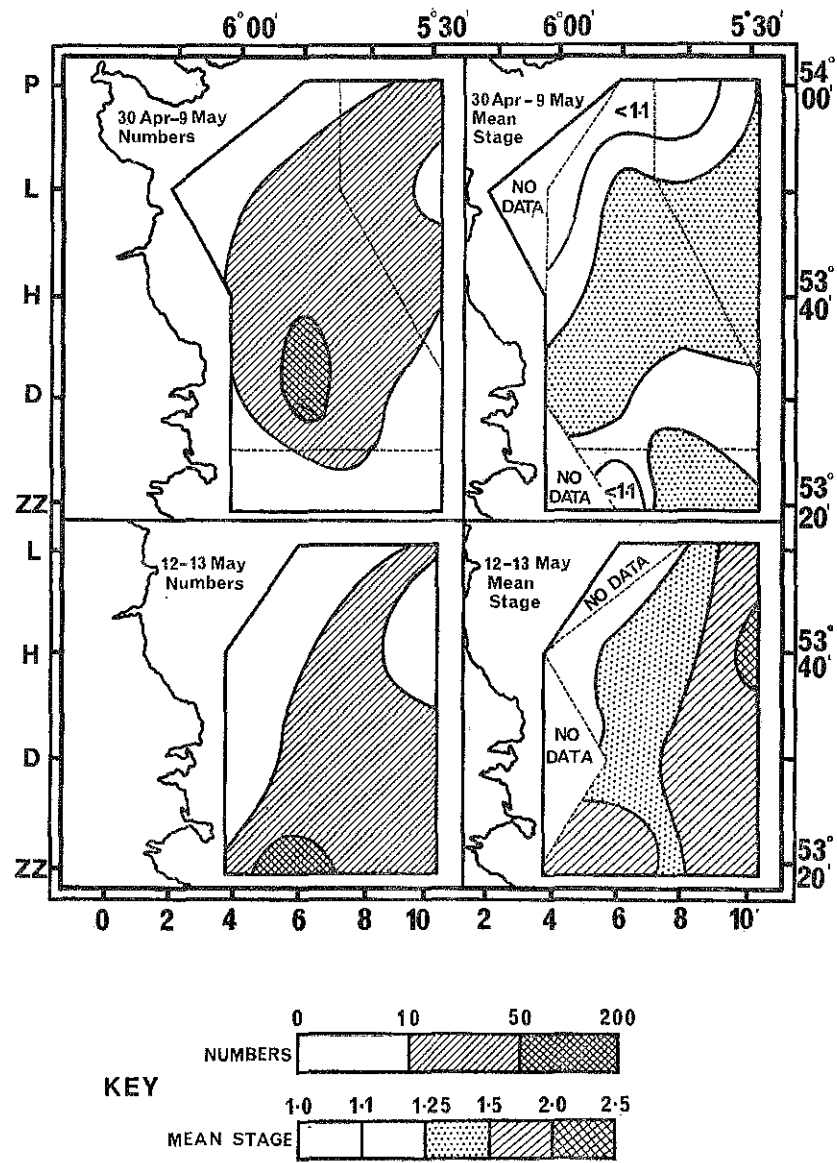 6°00' 5°30' 6°00' 5°30'
P
L
H
D
ZZ
30 Apr-9 May
Numbers
30 Apr-9 May
Mean
Stage
<1·1
NO
DATA
NO
DATA
<1·1
54°
00'
53°
40'
53°
20'
L
H
D
ZZ
12-13 May
Numbers
12-13 May
Mean
Stage
NO DATA
NO
DATA
53°
40'
53°
20'
0 2 4 6 8 10 2 4 6 8 10'
KEY
0 10 50 200
NUMBERS
1·0 1·1 1·25 1·5 2·0 2·5
MEAN STAGE